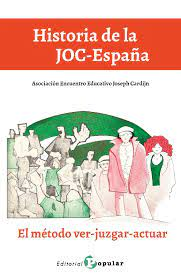 Historia de la
JOC-España
Asociación Encuentro Educativo Joseph Cardijn
El método ver-juzgar-actuar
Editorial Popular